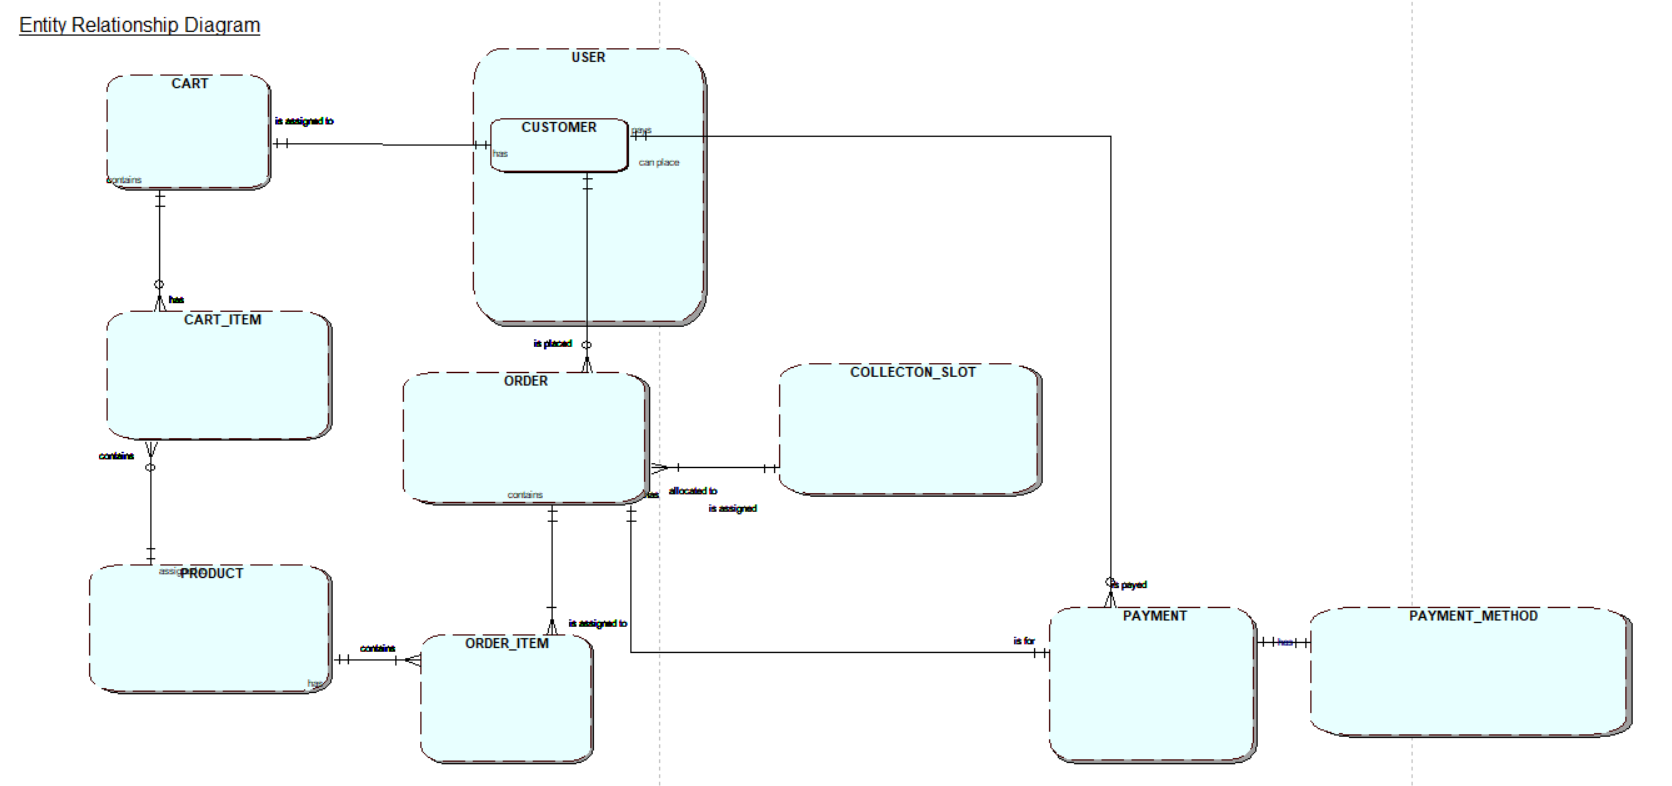 Entity Relationship Diagram
USER
CART
is assigned to
CUSTOMER
pays
has
can place
contains
has
CART_ITEM
is placed
ORDER
COLLECTON_SLOT
contains
contains
has
allocated to
is assigned
PRODUCT
is payed
PAYMENT
PAYMENT_METHOD
is assigned to
is for
has
ORDER_ITEM
contains
has